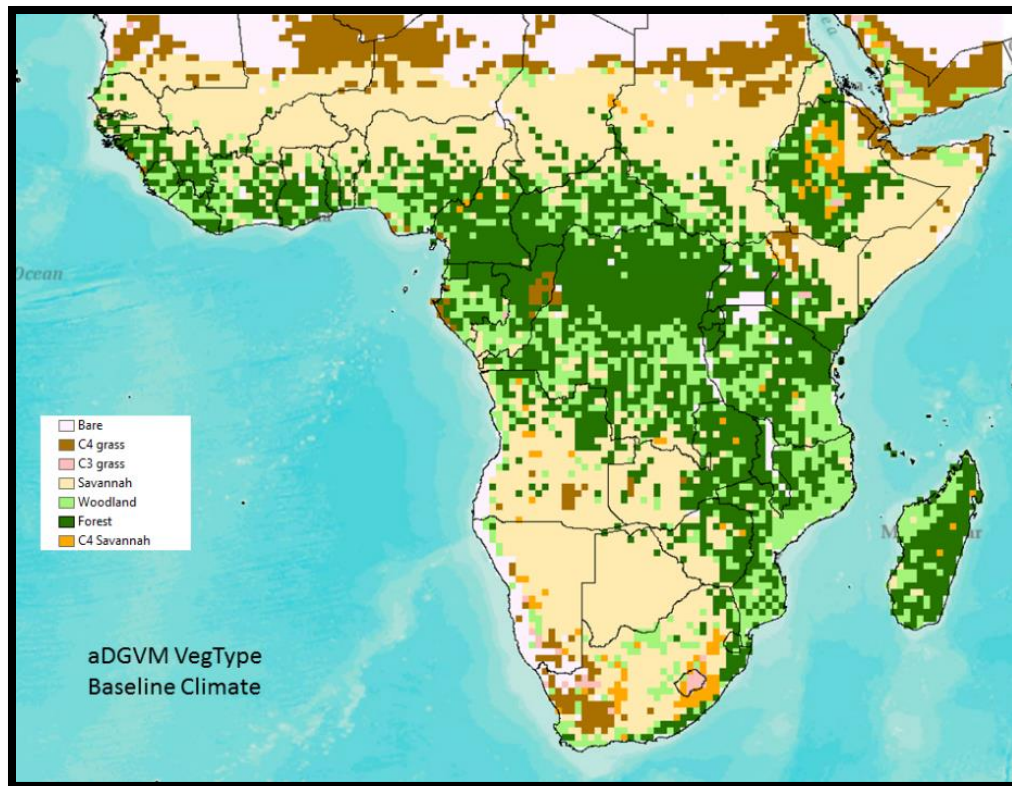 Ocean
Bare
C4 grass
C3 grass
Savannah
Woodland
Forest
C4 Savannah
aDGVM VegType
Baseline Climate